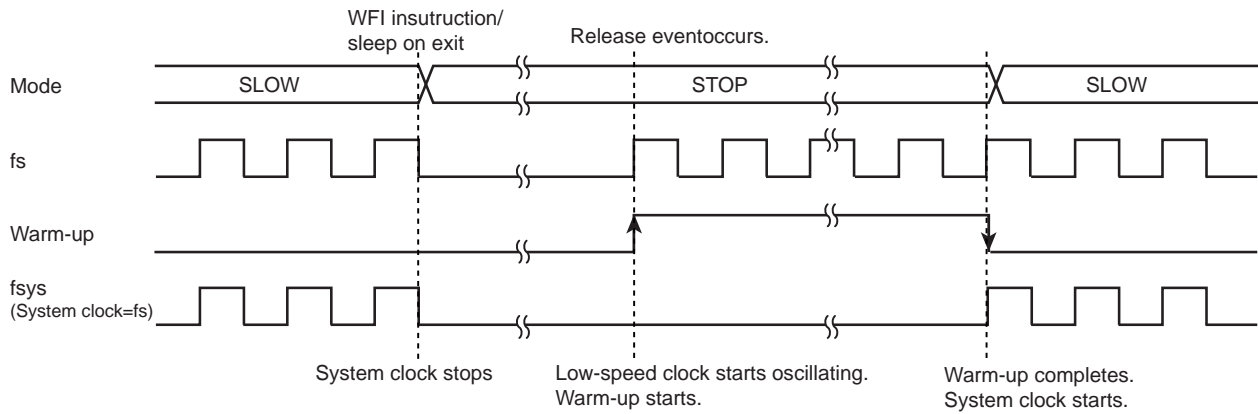 WFI insutruction/
sleep on exit
Release eventoccurs.
Mode
SLOW
STOP
SLOW
fs
Warm-up
fsys
(System clock=fs)
System clock stops
Low-speed clock starts oscillating.
Warm-up starts.
Warm-up completes.
System clock starts.